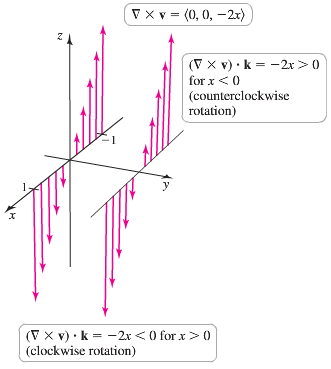 ∇ × v = ⟨0, 0, −2x⟩
z
(∇ × v) · k = −2x > 0
for x < 0
(counterclockwise
rotation)
−1
1
y
x
(∇ × v) · k = −2x < 0 for x > 0
(clockwise rotation)